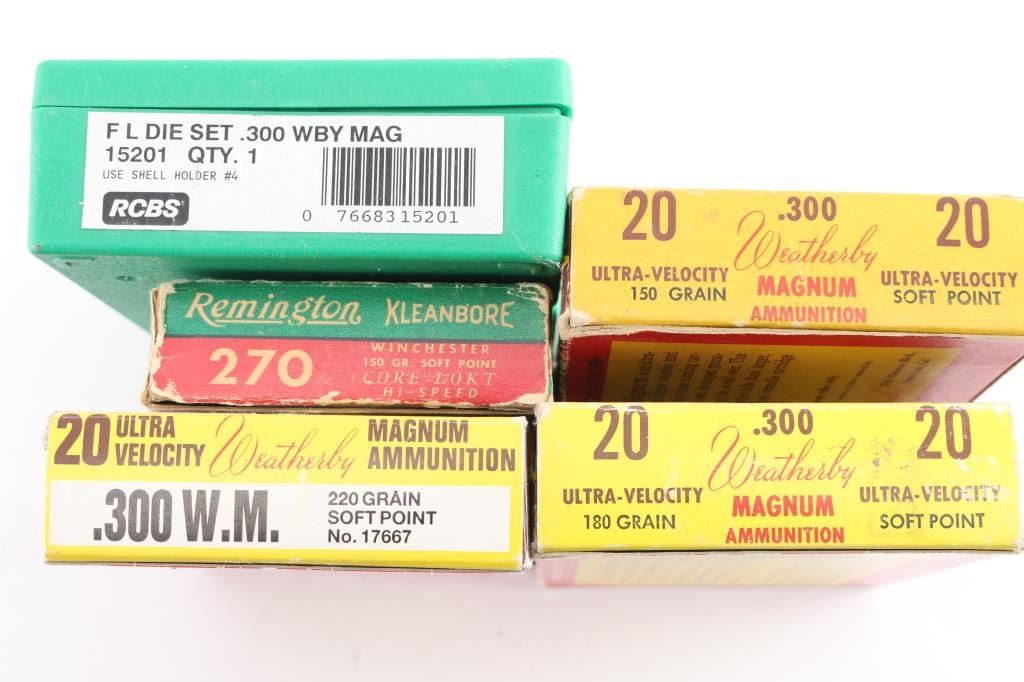 F L DIE SET .300 WBY MAG
15201 QTY. 1
USE SHELL HOLDER #4
RCBS
0 7668315201
20 .300 20
Weatherby
ULTRA-VELOCITY ULTRA-VELOCITY
150 GRAIN MAGNUM SOFT POINT
AMMUNITION
Remington KLEANBORE
270
WINCHESTER
150 GR. SOFT POINT
CORE-LOKT
HI-SPEED
20 ULTRA VELOCITY Weatherby MAGNUM AMMUNITION
.300 W.M.
220 GRAIN
SOFT POINT
No. 17667
20 .300 20
Weatherby
ULTRA-VELOCITY ULTRA-VELOCITY
180 GRAIN MAGNUM SOFT POINT
AMMUNITION